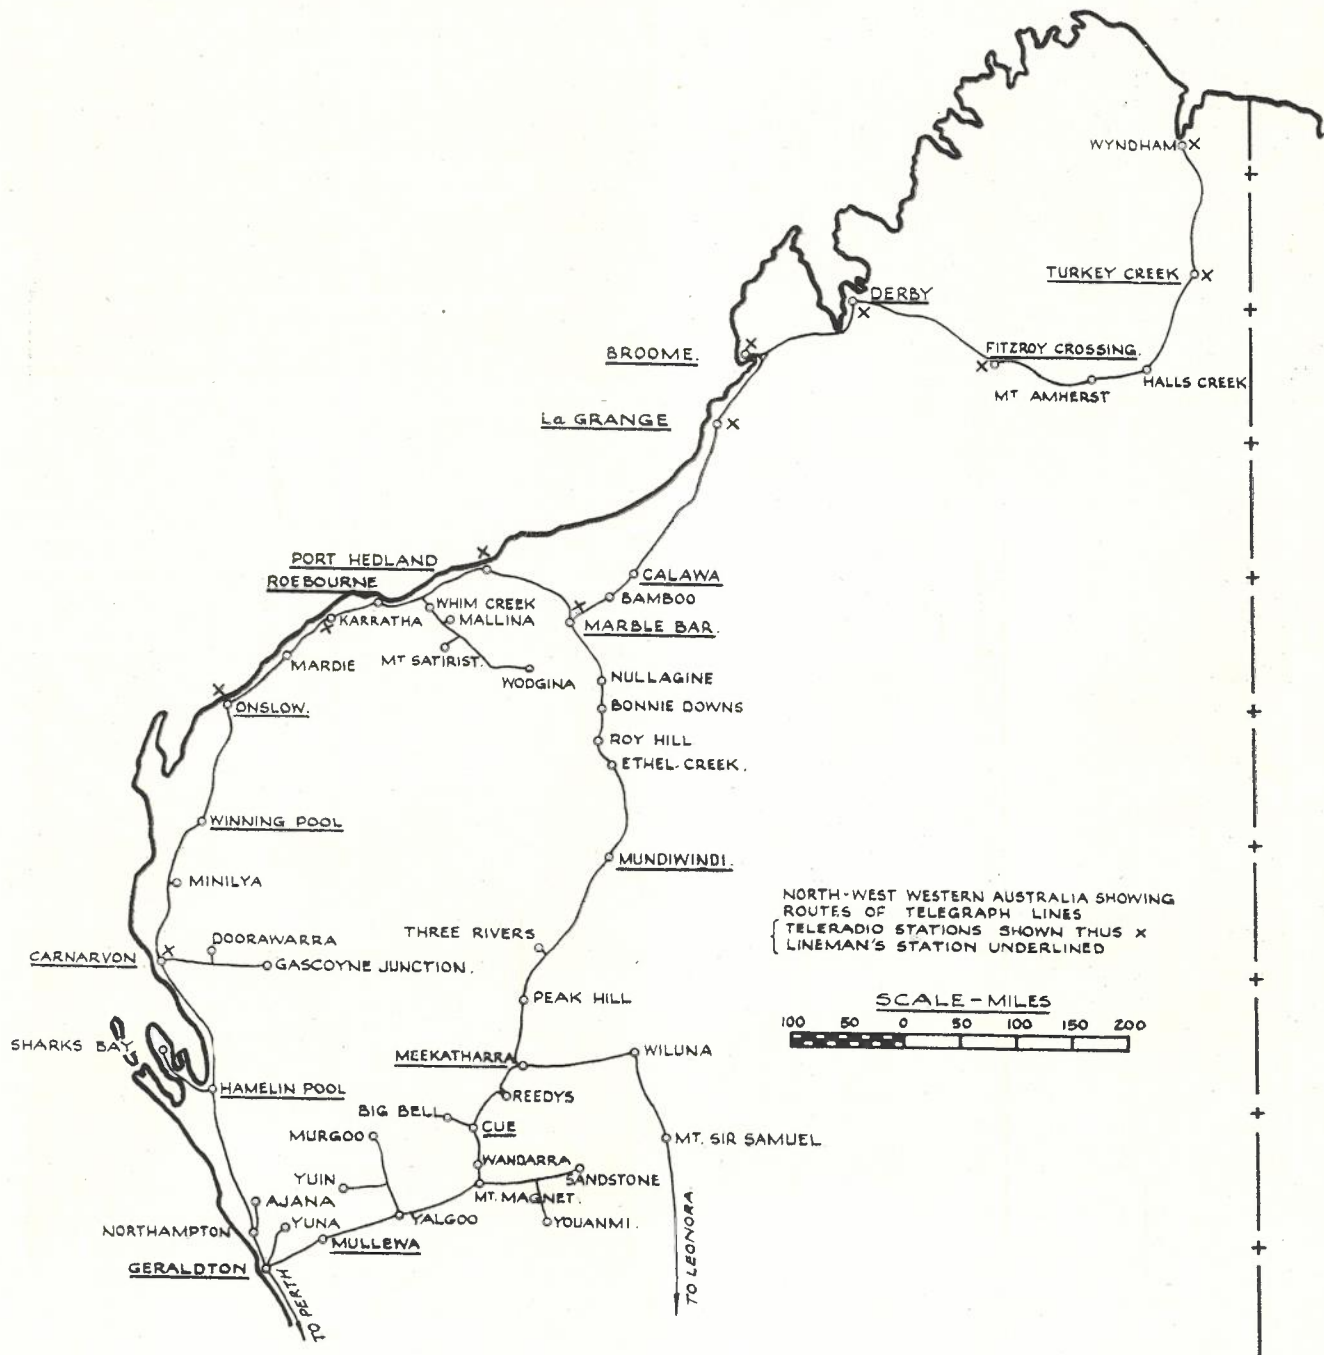 WYNDHAM X
TURKEY CREEK X
DERBY
X
BROOME.
X
FITZROY CROSSING.
X
HALLS CREEK
MT AMHERST
La GRANGE X
PORT HEDLAND
X
ROEBOURNE
CALAWA
BAMBOO
X
WHIM CREEK
MALLINA
KARRATHA
X
MARBLE BAR.
MT SATIRIST.
MARDIE
WODGINA
NULLAGINE
X
ONSLOW.
BONNIE DOWNS
ROY HILL
ETHEL-CREEK.
WINNING POOL
MUNDIWINDI.
MINILYA
NORTH-WEST WESTERN AUSTRALIA SHOWING
ROUTES OF TELEGRAPH LINES
TELERADIO STATIONS SHOWN THUS X
LINEMAN'S STATION UNDERLINED
THREE RIVERS
DOORAWARRA
X
CARNARVON
GASCOYNE JUNCTION.
PEAK HILL
SCALE-MILES
100 50 0 50 100 150 200
SHARKS BAY
MEEKATHARRA
WILUNA
HAMELIN POOL
REEDYS
BIG BELL
CUE
MURGOO
MT. SIR SAMUEL
WANDARRA
YUIN
SANDSTONE
MT. MAGNET.
AJANA
YUNA
YALGOO
YOUANMI.
NORTHAMPTON
MULLEWA
GERALDTON
TO PERTH
TO LEONORA